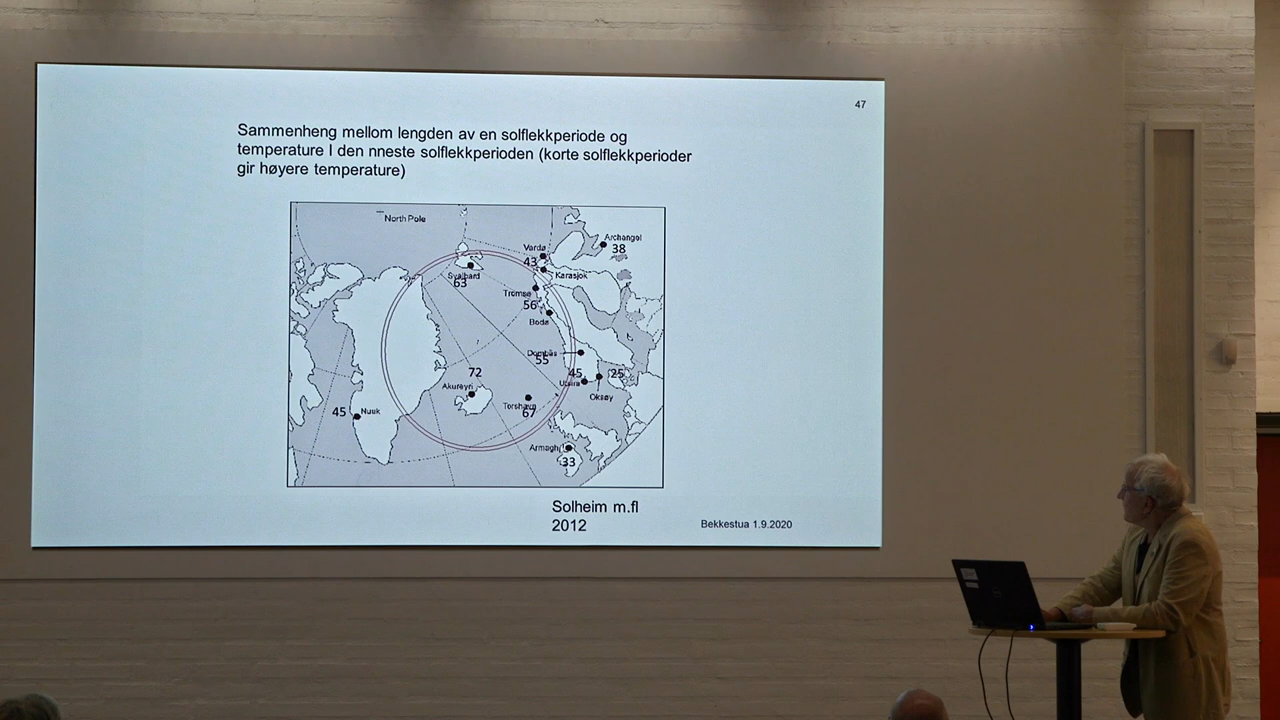 47
Sammenheng mellom lengden av en solflekkperiode og
temperature I den nneste solflekkperioden (korte solflekkperioder
gir høyere temperature)
North Pole
Archangel
38
Vardø
43
Karasjok
Svalbard
63
Tromsø
56
Bodø
Dombås
55
72
45
25
Akureyri
Utsira
Oksøy
Torshavn
67
45
Nuuk
Armagh
33
Solheim m.fl
2012
Bekkestua 1.9.2020